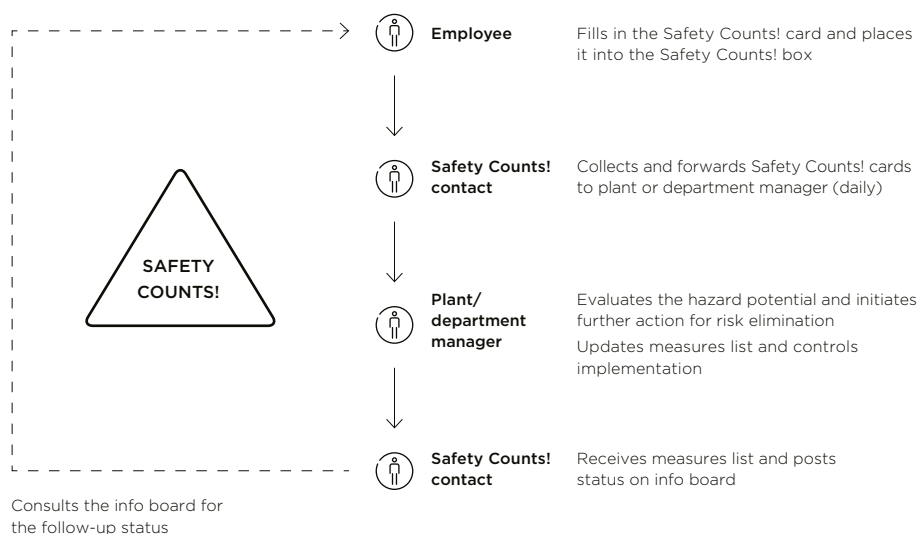 Employee
Fills in the Safety Counts! card and places
it into the Safety Counts! box
Safety Counts!
contact
Collects and forwards Safety Counts! cards
to plant or department manager (daily)
SAFETY
COUNTS!
Plant/
department
manager
Evaluates the hazard potential and initiates
further action for risk elimination
Updates measures list and controls
implementation
Safety Counts!
contact
Receives measures list and posts
status on info board
Consults the info board for
the follow-up status